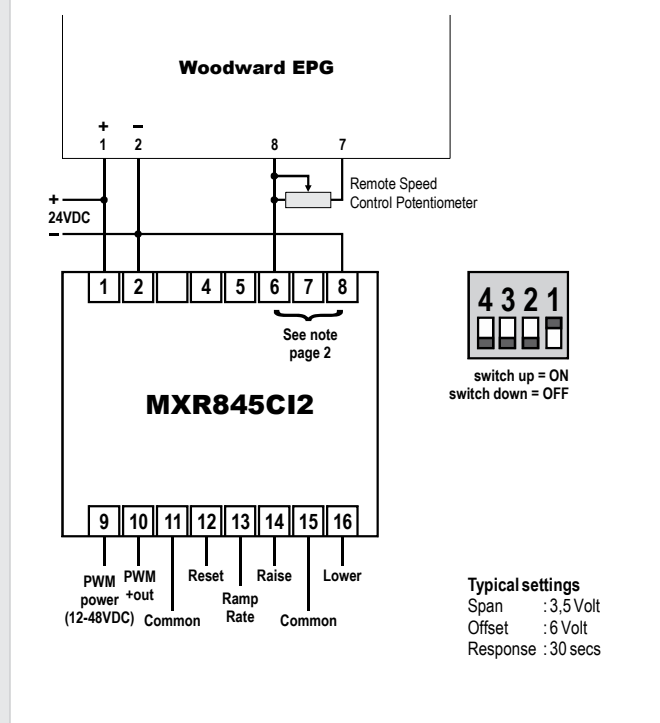 Woodward EPG
+ –
1 2 8 7
Remote Speed
Control Potentiometer
+
24VDC
–
1 2 4 5 6 7 8
See note
page 2
4 3 2 1
switch up = ON
switch down = OFF
MXR845CI2
9 10 11 12 13 14 15 16
PWM
power
(12-48VDC)
PWM
+out
Common
Reset
Ramp
Rate
Raise
Common
Lower
Typical settings
Span : 3,5 Volt
Offset : 6 Volt
Response : 30 secs